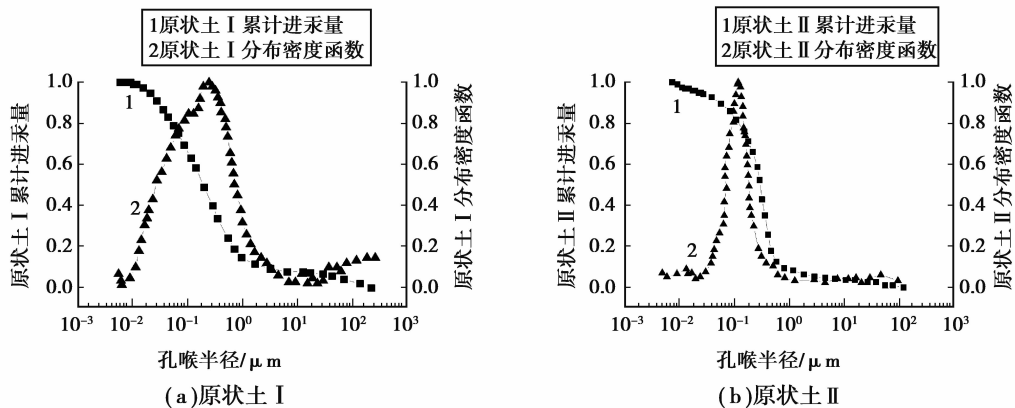 1原状土Ⅰ累计进汞量
2原状土Ⅰ分布密度函数
原状土Ⅰ累计进汞量
1.0
0.8
0.6
0.4
0.2
0.0
1
2
1.0
0.8
0.6
0.4
0.2
0.0
原状土Ⅰ分布密度函数
10⁻³ 10⁻² 10⁻¹ 10⁰ 10¹ 10² 10³
孔喉半径/μm
(a)原状土Ⅰ
1原状土Ⅱ累计进汞量
2原状土Ⅱ分布密度函数
原状土Ⅱ累计进汞量
1.0
0.8
0.6
0.4
0.2
0.0
1
2
1.0
0.8
0.6
0.4
0.2
0.0
原状土Ⅱ分布密度函数
10⁻³ 10⁻² 10⁻¹ 10⁰ 10¹ 10² 10³
孔喉半径/μm
(b)原状土Ⅱ